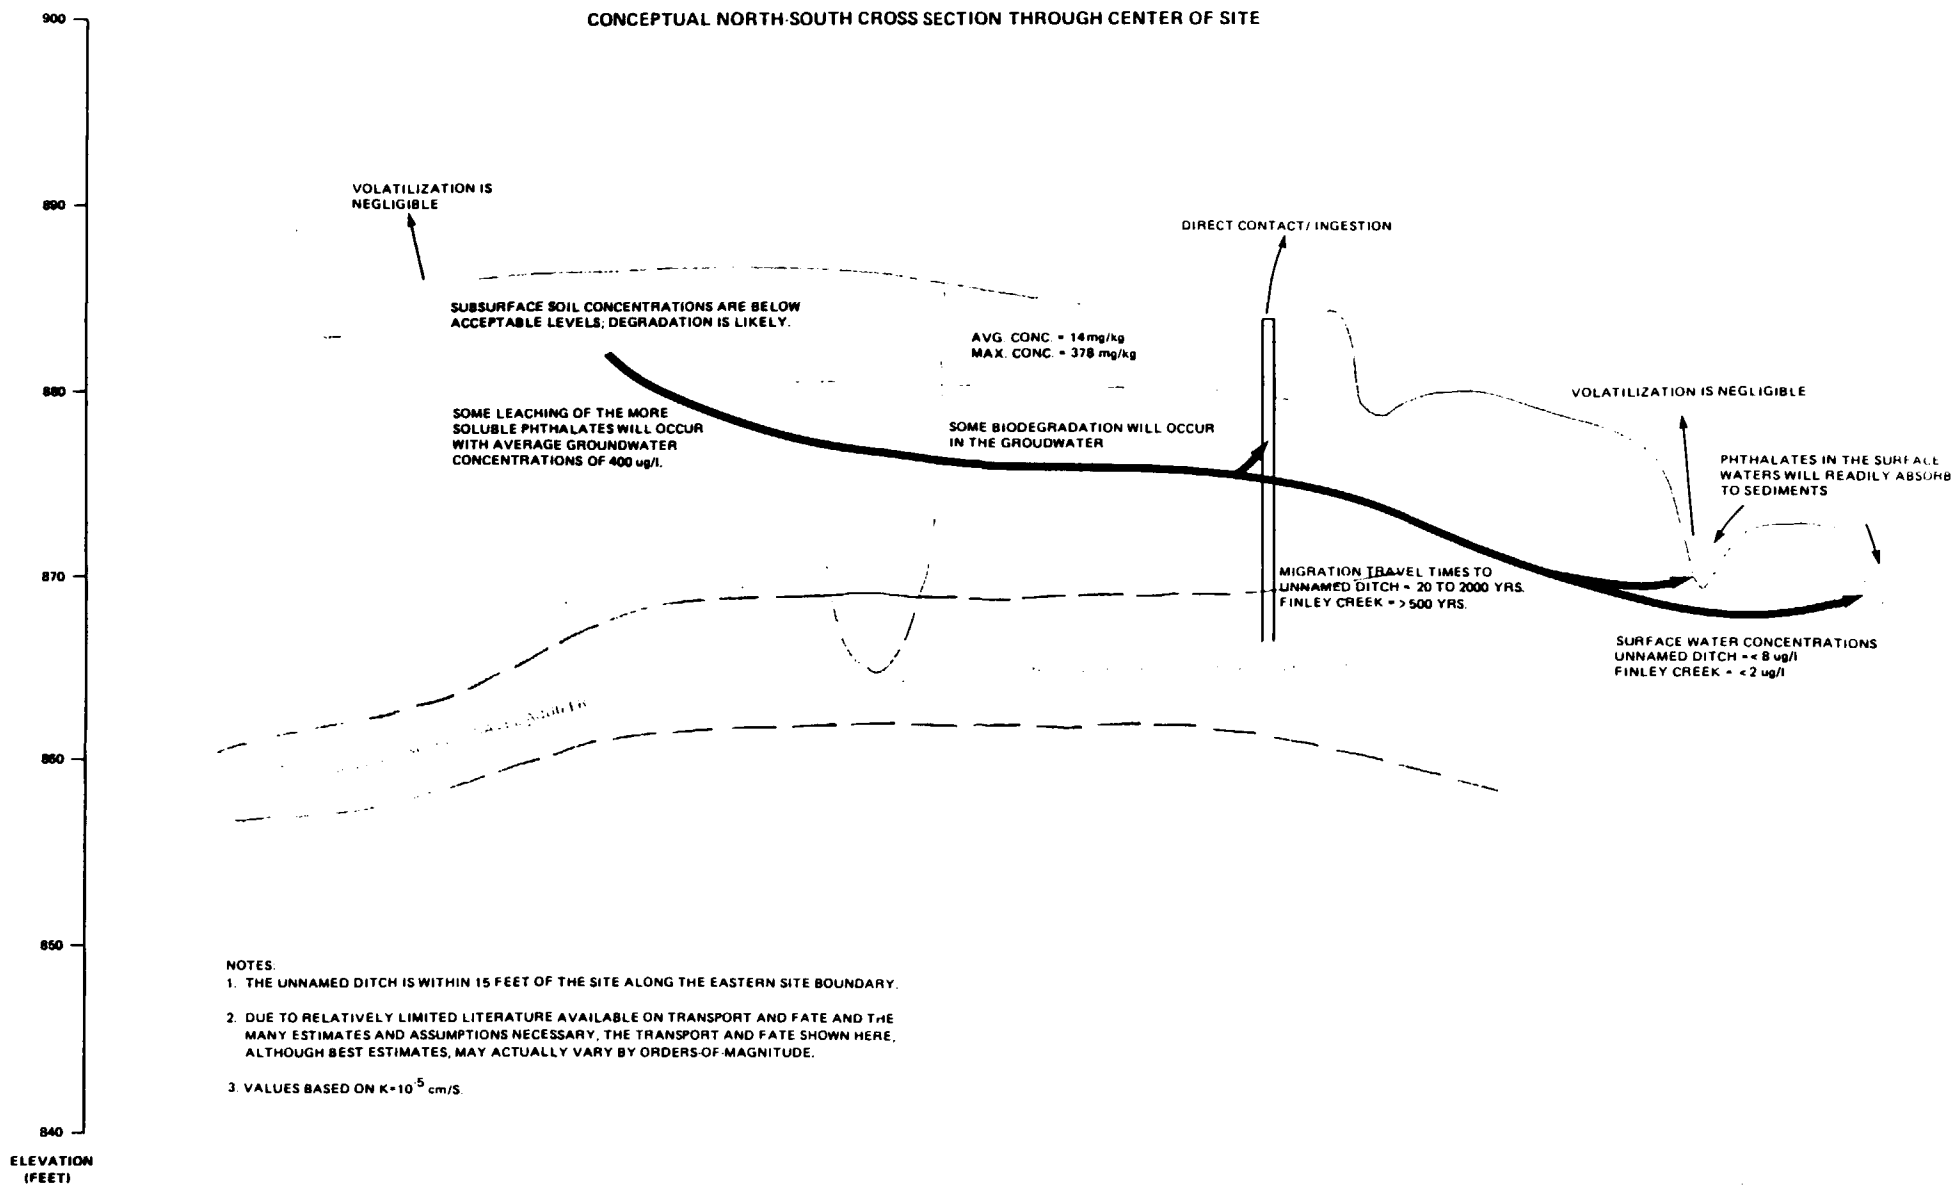 CONCEPTUAL NORTH-SOUTH CROSS SECTION THROUGH CENTER OF SITE
900
890
880
870
860
850
840
ELEVATION
(FEET)
VOLATILIZATION IS
NEGLIGIBLE
DIRECT CONTACT/ INGESTION
SUBSURFACE SOIL CONCENTRATIONS ARE BELOW
ACCEPTABLE LEVELS; DEGRADATION IS LIKELY.
AVG. CONC. = 14 mg/kg
MAX. CONC. = 378 mg/kg
VOLATILIZATION IS NEGLIGIBLE
SOME LEACHING OF THE MORE
SOLUBLE PHTHALATES WILL OCCUR
WITH AVERAGE GROUNDWATER
CONCENTRATIONS OF 400 ug/l.
SOME BIODEGRADATION WILL OCCUR
IN THE GROUDWATER
PHTHALATES IN THE SURFACE
WATERS WILL READILY ABSORB
TO SEDIMENTS
MIGRATION TRAVEL TIMES TO
UNNAMED DITCH = 20 TO 2000 YRS.
FINLEY CREEK = >500 YRS.
SURFACE WATER CONCENTRATIONS
UNNAMED DITCH = < 8 ug/l
FINLEY CREEK = < 2 ug/l
NOTES.
1. THE UNNAMED DITCH IS WITHIN 15 FEET OF THE SITE ALONG THE EASTERN SITE BOUNDARY.
2. DUE TO RELATIVELY LIMITED LITERATURE AVAILABLE ON TRANSPORT AND FATE AND THE
MANY ESTIMATES AND ASSUMPTIONS NECESSARY, THE TRANSPORT AND FATE SHOWN HERE,
ALTHOUGH BEST ESTIMATES, MAY ACTUALLY VARY BY ORDERS-OF-MAGNITUDE.
3. VALUES BASED ON K=10⁻⁵ cm/S.